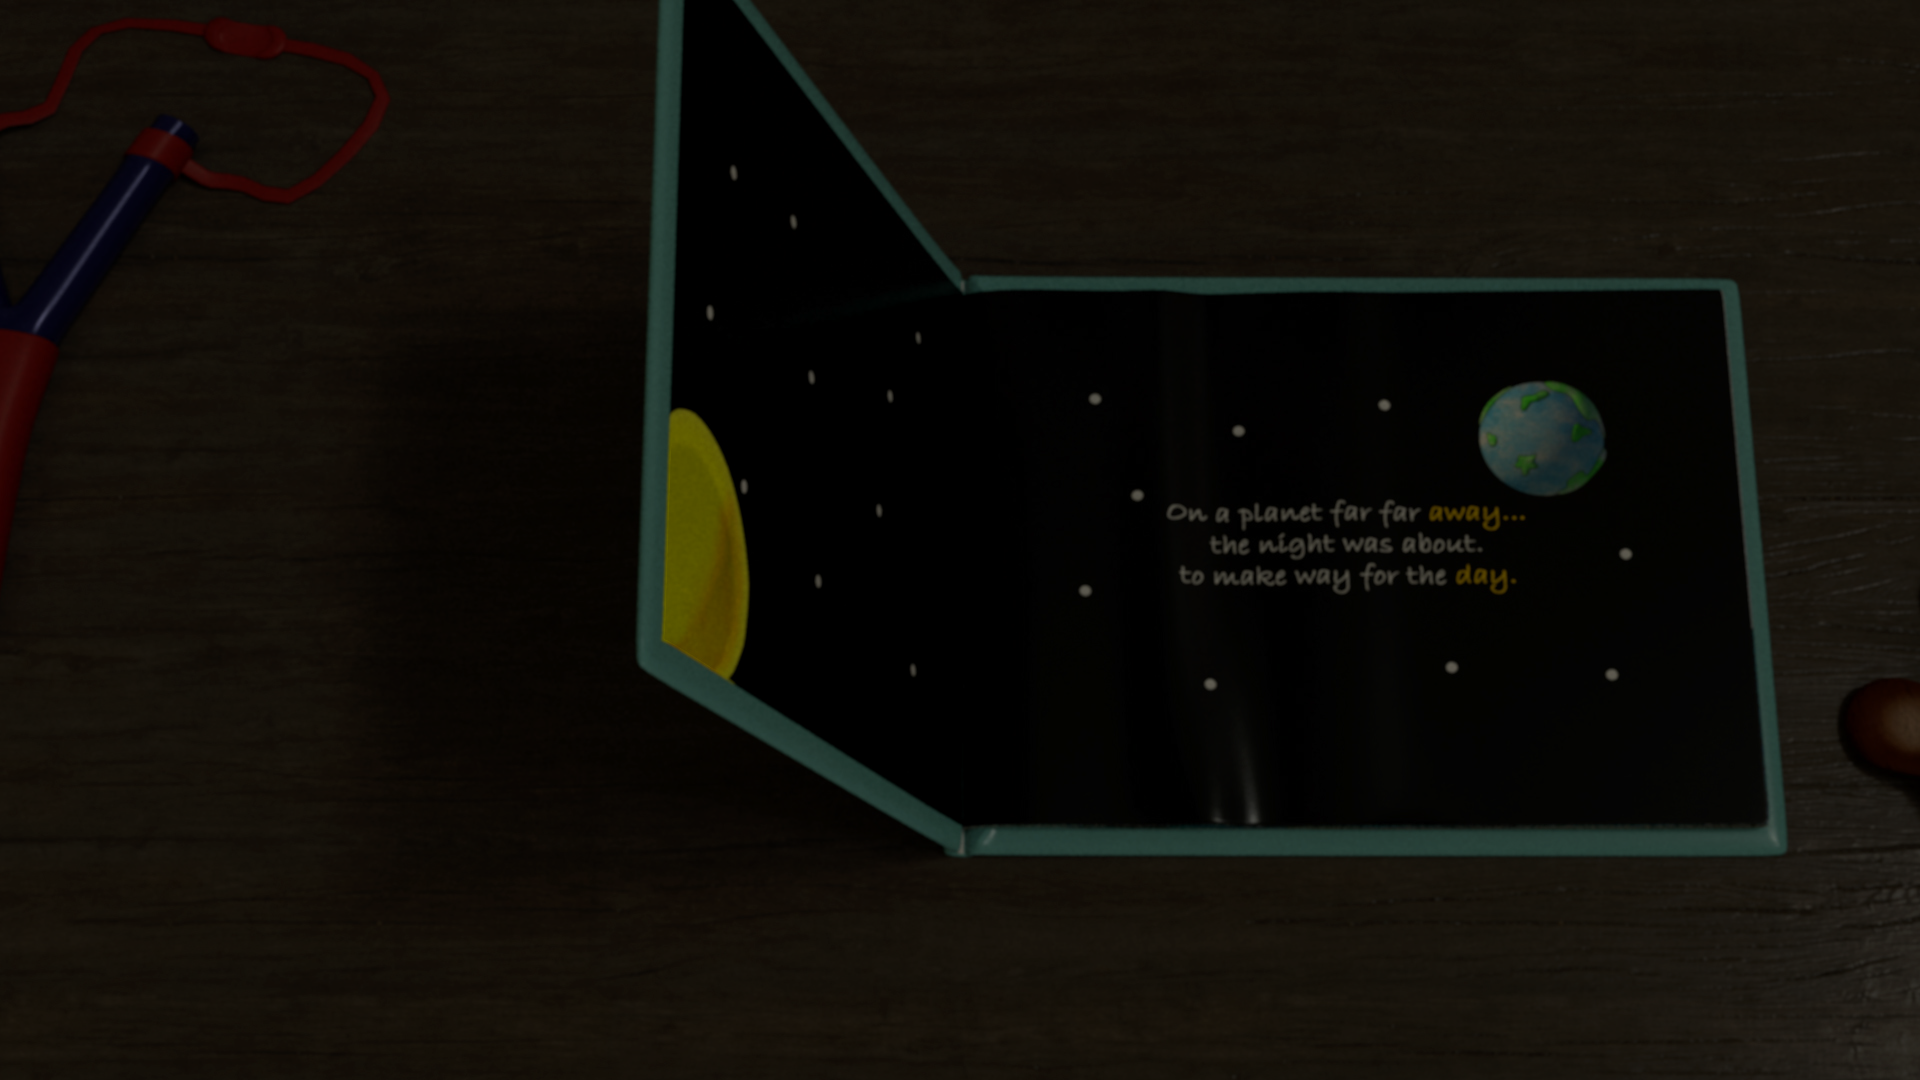 On a planet far far away...
the night was about.
to make way for the day.